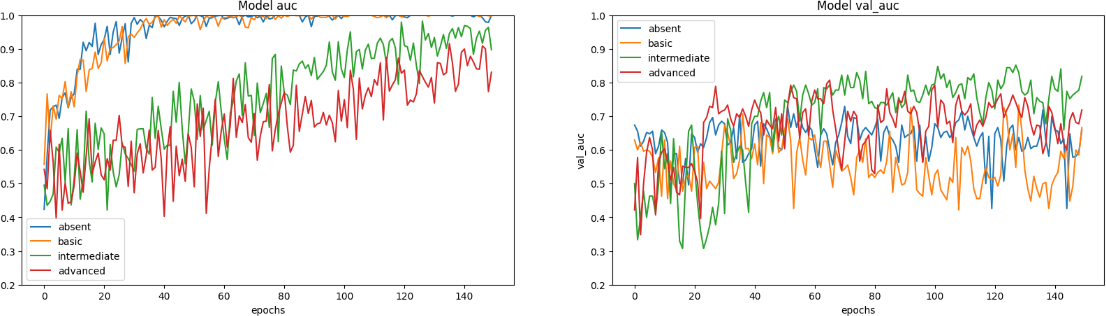 Model auc
1.0
0.9
0.8
0.7
0.6
0.5
0.4
0.3
0.2
absent
basic
intermediate
advanced
0 20 40 60 80 100 120 140
epochs
Model val_auc
val_auc
1.0
0.9
0.8
0.7
0.6
0.5
0.4
0.3
0.2
absent
basic
intermediate
advanced
0 20 40 60 80 100 120 140
epochs